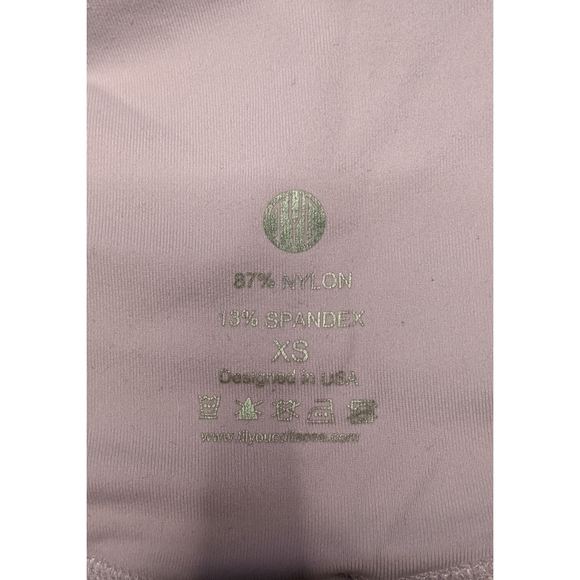 87% NYLON
13% SPANDEX
XS
Designed in USA